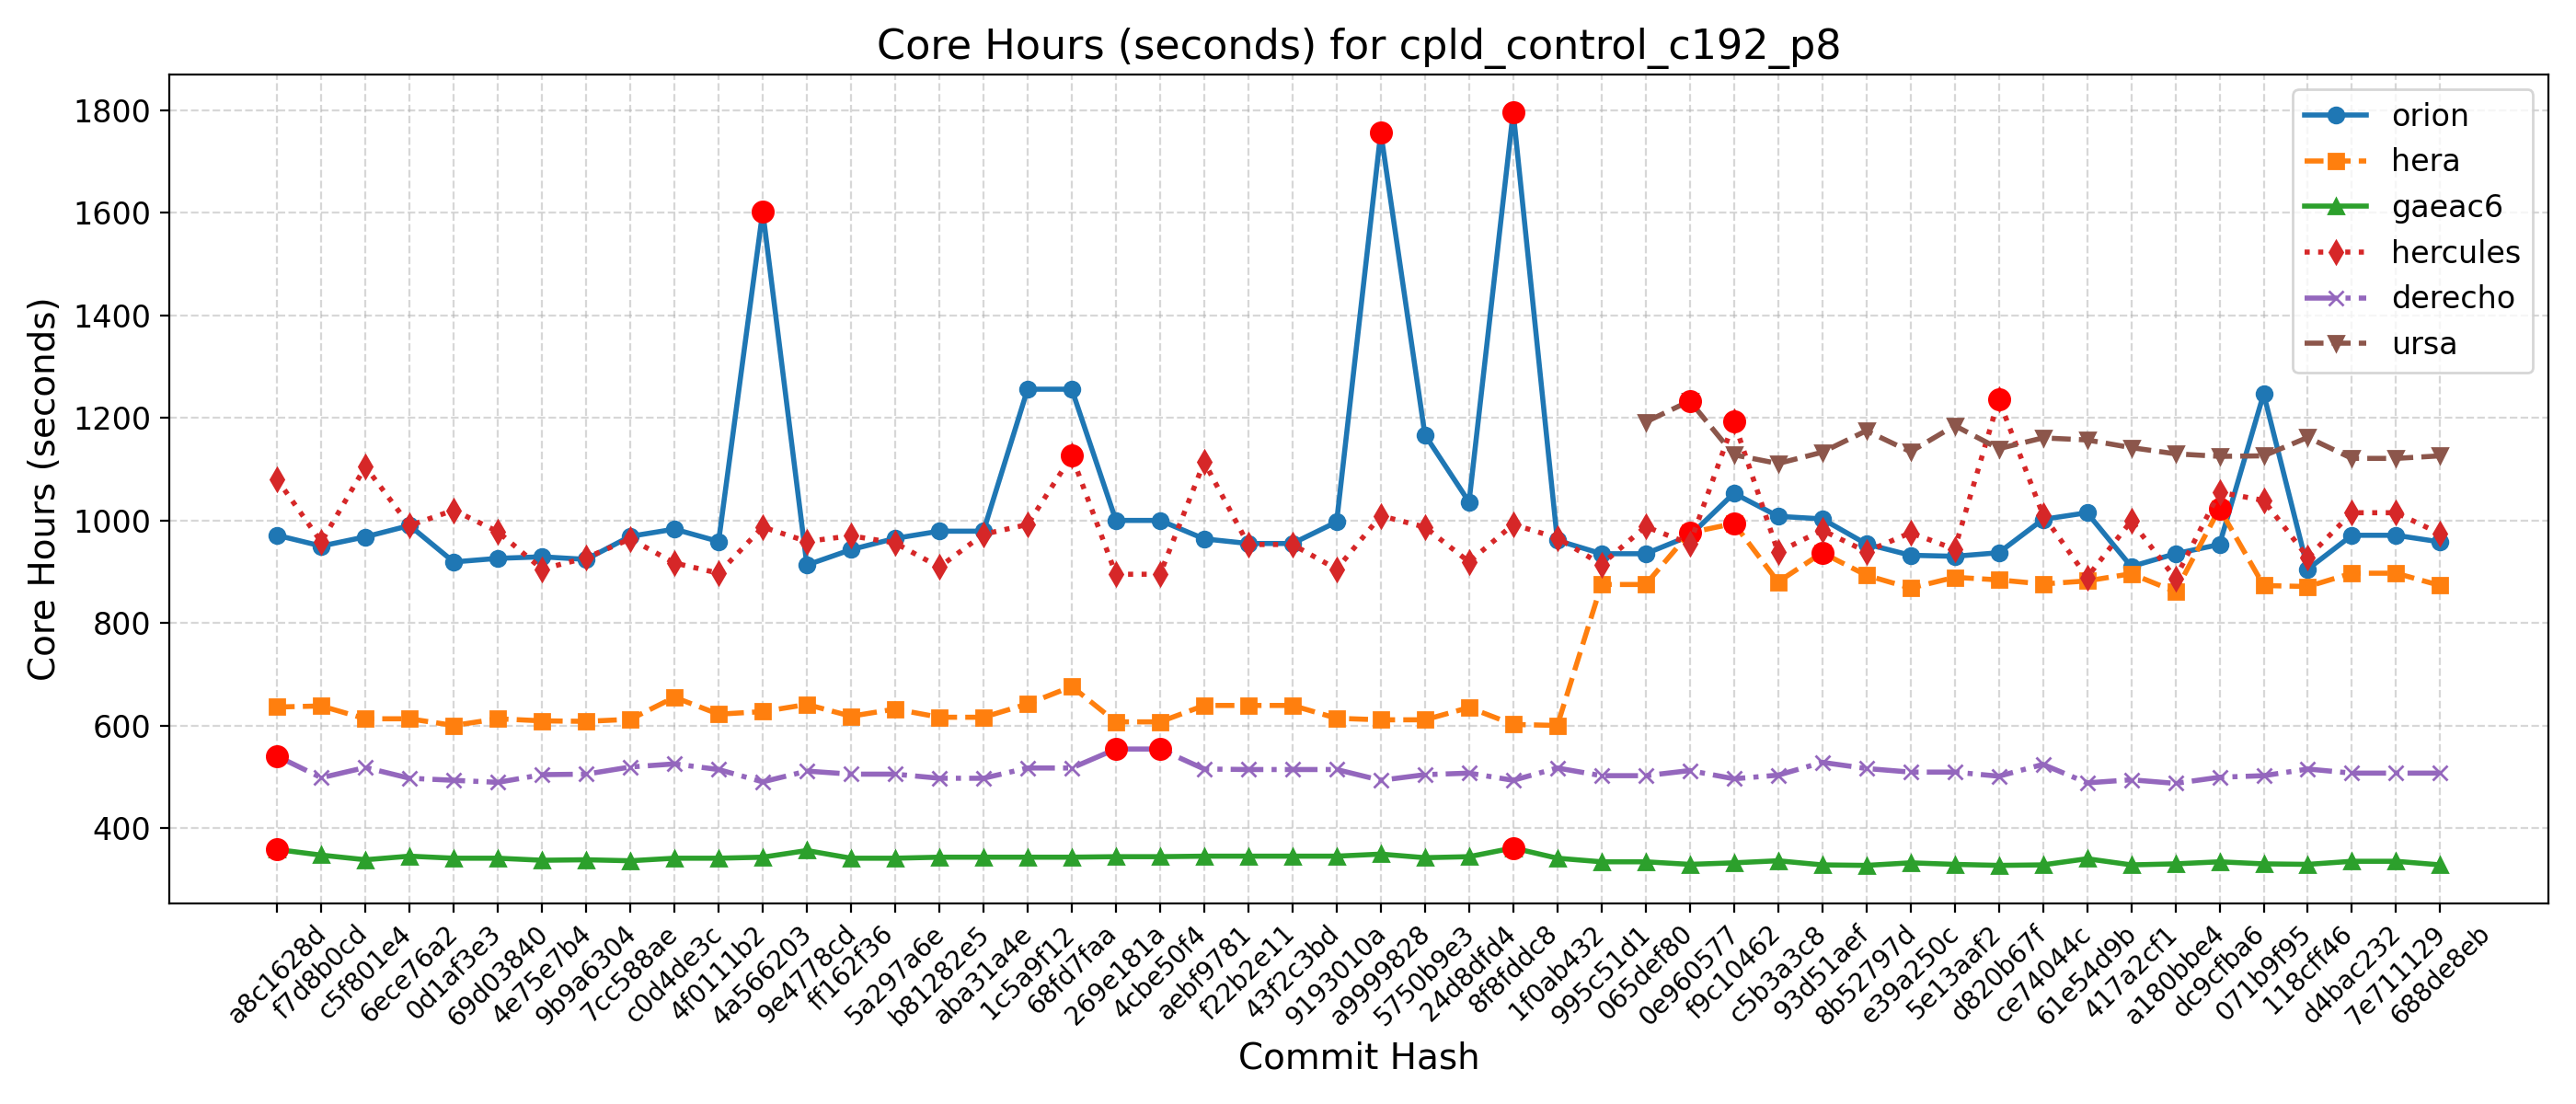 Core Hours (seconds) for cpld_control_c192_p8
Core Hours (seconds)
1800
1600
1400
1200
1000
800
600
400
orion
hera
gaeac6
hercules
derecho
ursa
a8c1628d
f7d8b0cd
c5f801e4
6ece76a2
0d1af3e3
69d03840
4e75e7b4
9b9a6304
7cc588ae
c0d4de3c
4f0111b2
4a566203
9e4778cd
ff162f36
5a297a6e
b81282e5
aba31a4e
1c5a9f12
68fd7faa
269e181a
4cbe50f4
aebf9781
f22b2e11
43f2c3bd
9193010a
a9999828
5750b9e3
24d8dfd4
8f8fddc8
1f0ab432
995c51d1
065def80
0e960577
f9c10462
c5b3a3c8
93d51aef
8b52797d
e39a250c
5e13aaf2
d820b67f
ce74044c
61e54d9b
417a2cf1
a180bbe4
dc9cfba6
071b9f95
118cff46
d4bac232
7e711129
688de8eb
Commit Hash